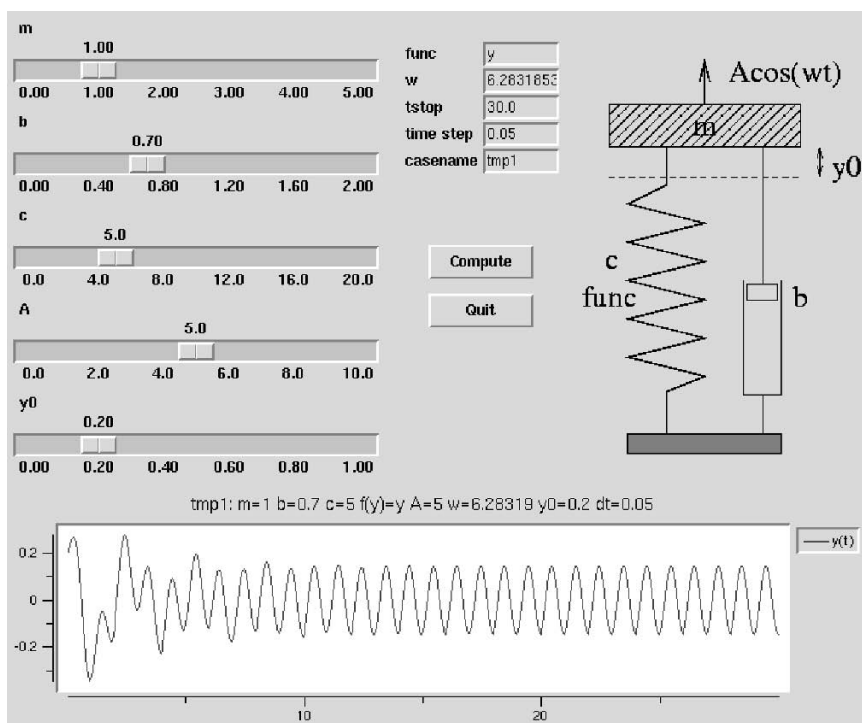 m
1.00
0.00 1.00 2.00 3.00 4.00 5.00
b
0.70
0.00 0.40 0.80 1.20 1.60 2.00
c
5.0
0.0 4.0 8.0 12.0 16.0 20.0
A
5.0
0.0 2.0 4.0 6.0 8.0 10.0
y0
0.20
0.00 0.20 0.40 0.60 0.80 1.00
func y
w 6.2831853
tstop 30.0
time step 0.05
casename tmp1
Compute
Quit
Acos(wt)
m
y0
c
func
b
tmp1: m=1 b=0.7 c=5 f(y)=y A=5 w=6.28319 y0=0.2 dt=0.05
y(t)
0.2
0
-0.2
10 20